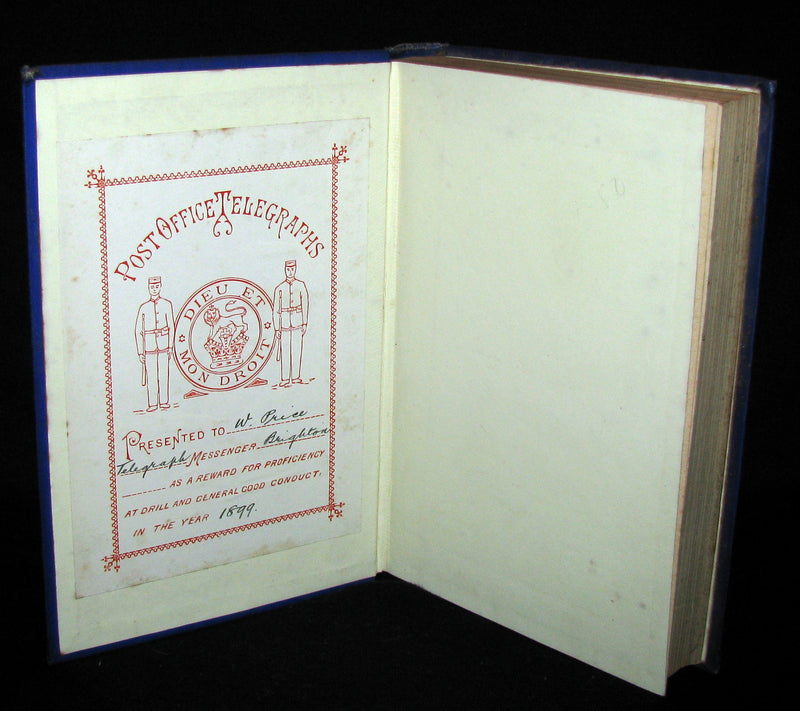 POST OFFICE TELEGRAPHS
DIEU ET
MON DROIT
PRESENTED TO W. Price
Telegraph MESSENGER Brighton
AS A REWARD FOR PROFICIENCY
AT DRILL AND GENERAL GOOD CONDUCT,
IN THE YEAR 1899.